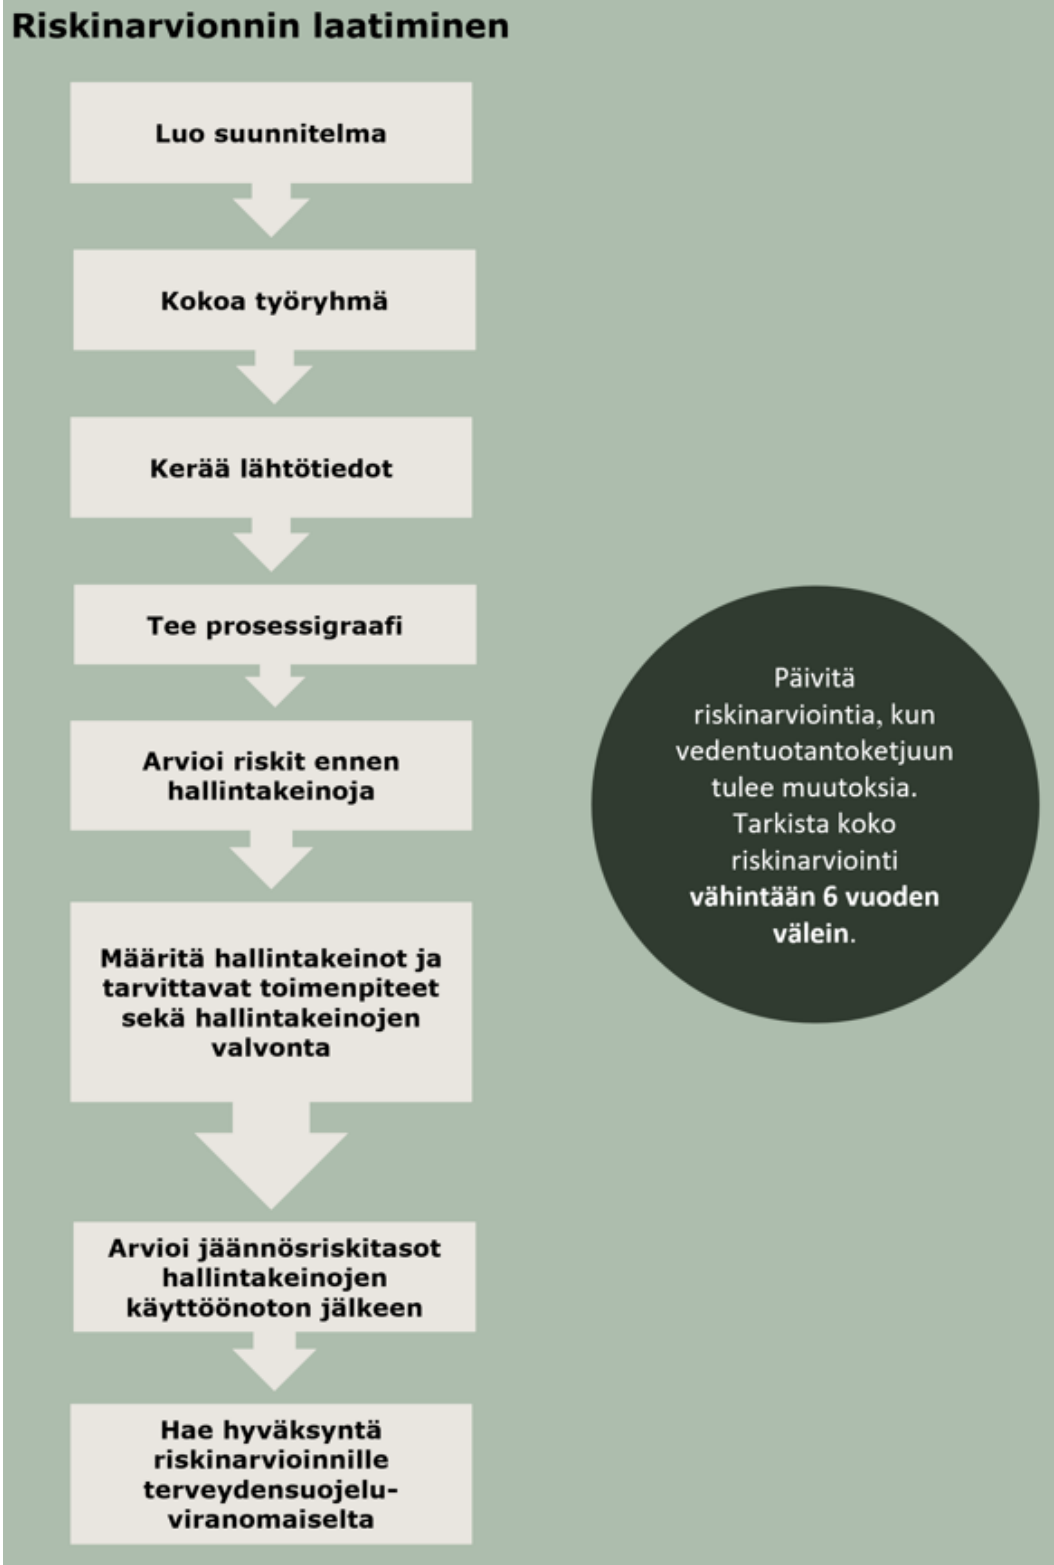 Riskinarvionnin laatiminen
Luo suunnitelma
Kokoa työryhmä
Kerää lähtötiedot
Tee prosessigraafi
Arvioi riskit ennen
hallintakeinoja
Määritä hallintakeinot ja
tarvittavat toimenpiteet
sekä hallintakeinojen
valvonta
Arvioi jäännösriskitasot
hallintakeinojen
käyttöönoton jälkeen
Hae hyväksyntä
riskinarvioinnille
terveydensuojelu-
viranomaiselta
Päivitä
riskinarviointia, kun
vedentuotantoketjuun
tulee muutoksia.
Tarkista koko
riskinarviointi
vähintään 6 vuoden
välein.